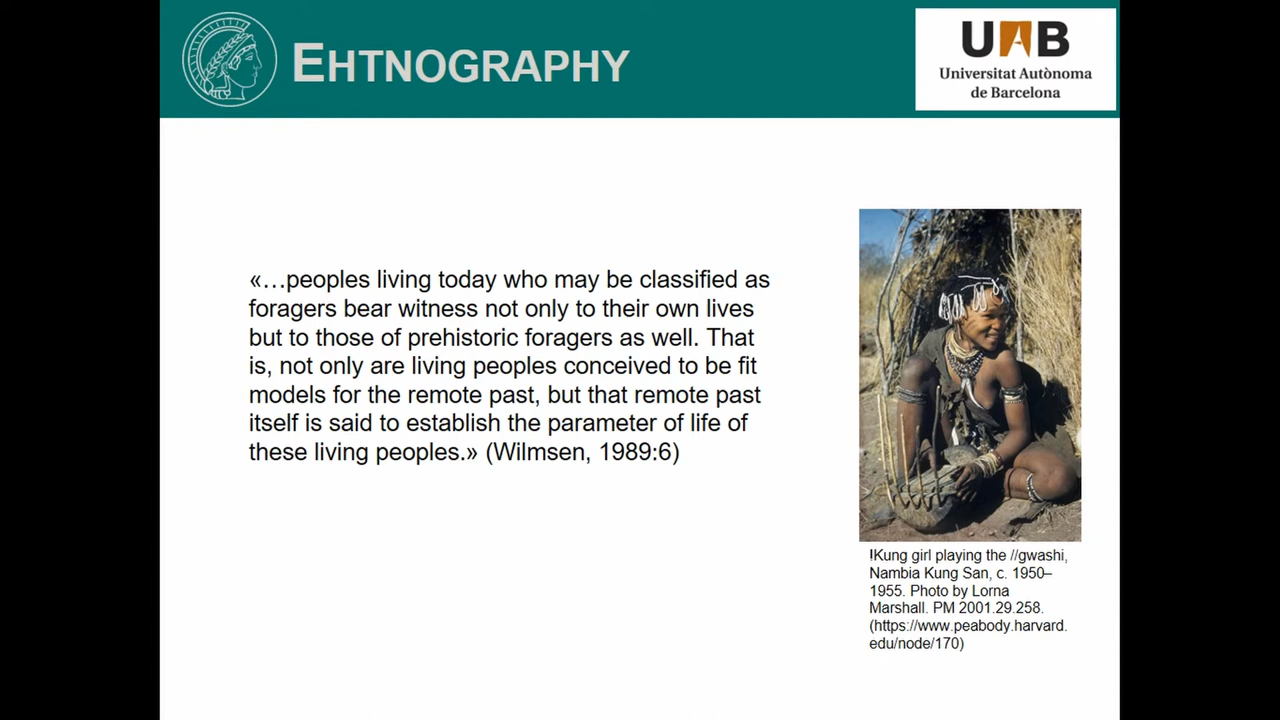 EHTNOGRAPHY
UAB
Universitat Autònoma
de Barcelona
«…peoples living today who may be classified as
foragers bear witness not only to their own lives
but to those of prehistoric foragers as well. That
is, not only are living peoples conceived to be fit
models for the remote past, but that remote past
itself is said to establish the parameter of life of
these living peoples.» (Wilmsen, 1989:6)
!Kung girl playing the //gwashi,
Nambia Kung San, c. 1950–
1955. Photo by Lorna
Marshall. PM 2001.29.258.
(https://www.peabody.harvard.
edu/node/170)